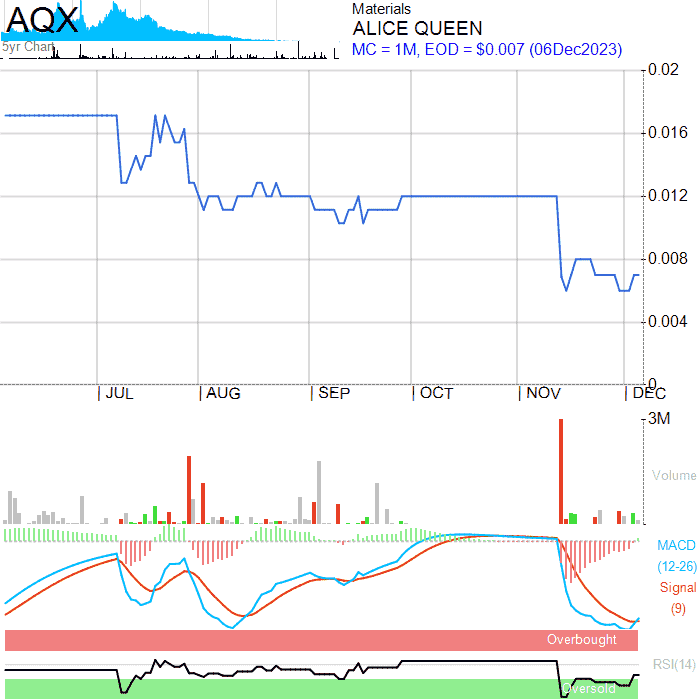 AQX
5yr Chart
Materials
ALICE QUEEN
MC = 1M, EOD = $0.007 (06Dec2023)
0.02
0.016
0.012
0.008
0.004
0
| JUL | AUG | SEP | OCT | NOV | DEC
3M
Volume
MACD
(12-26)
Signal
(9)
Overbought
RSI(14)
Oversold